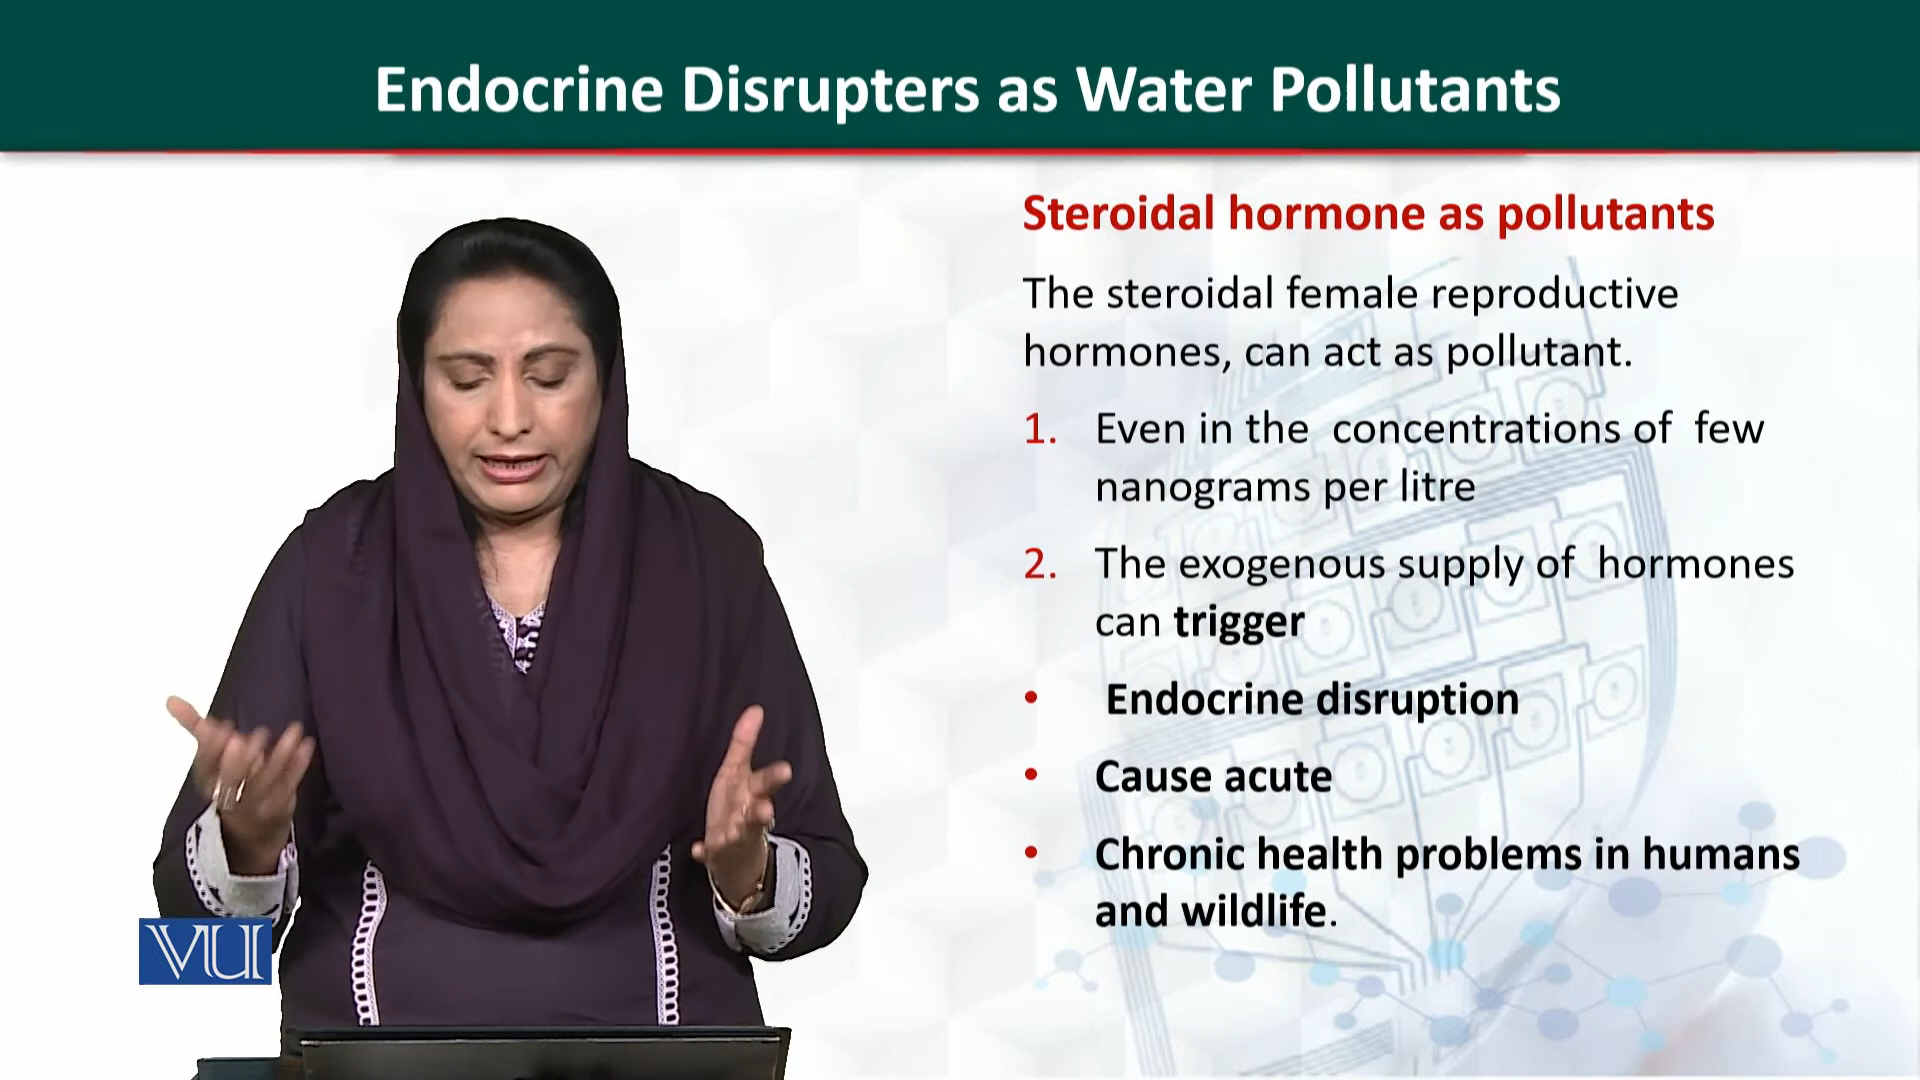 Endocrine Disrupters as Water Pollutants
Steroidal hormone as pollutants
The steroidal female reproductive
hormones, can act as pollutant.
1. Even in the concentrations of few
nanograms per litre
2. The exogenous supply of hormones
can trigger
• Endocrine disruption
• Cause acute
• Chronic health problems in humans
and wildlife.
VU